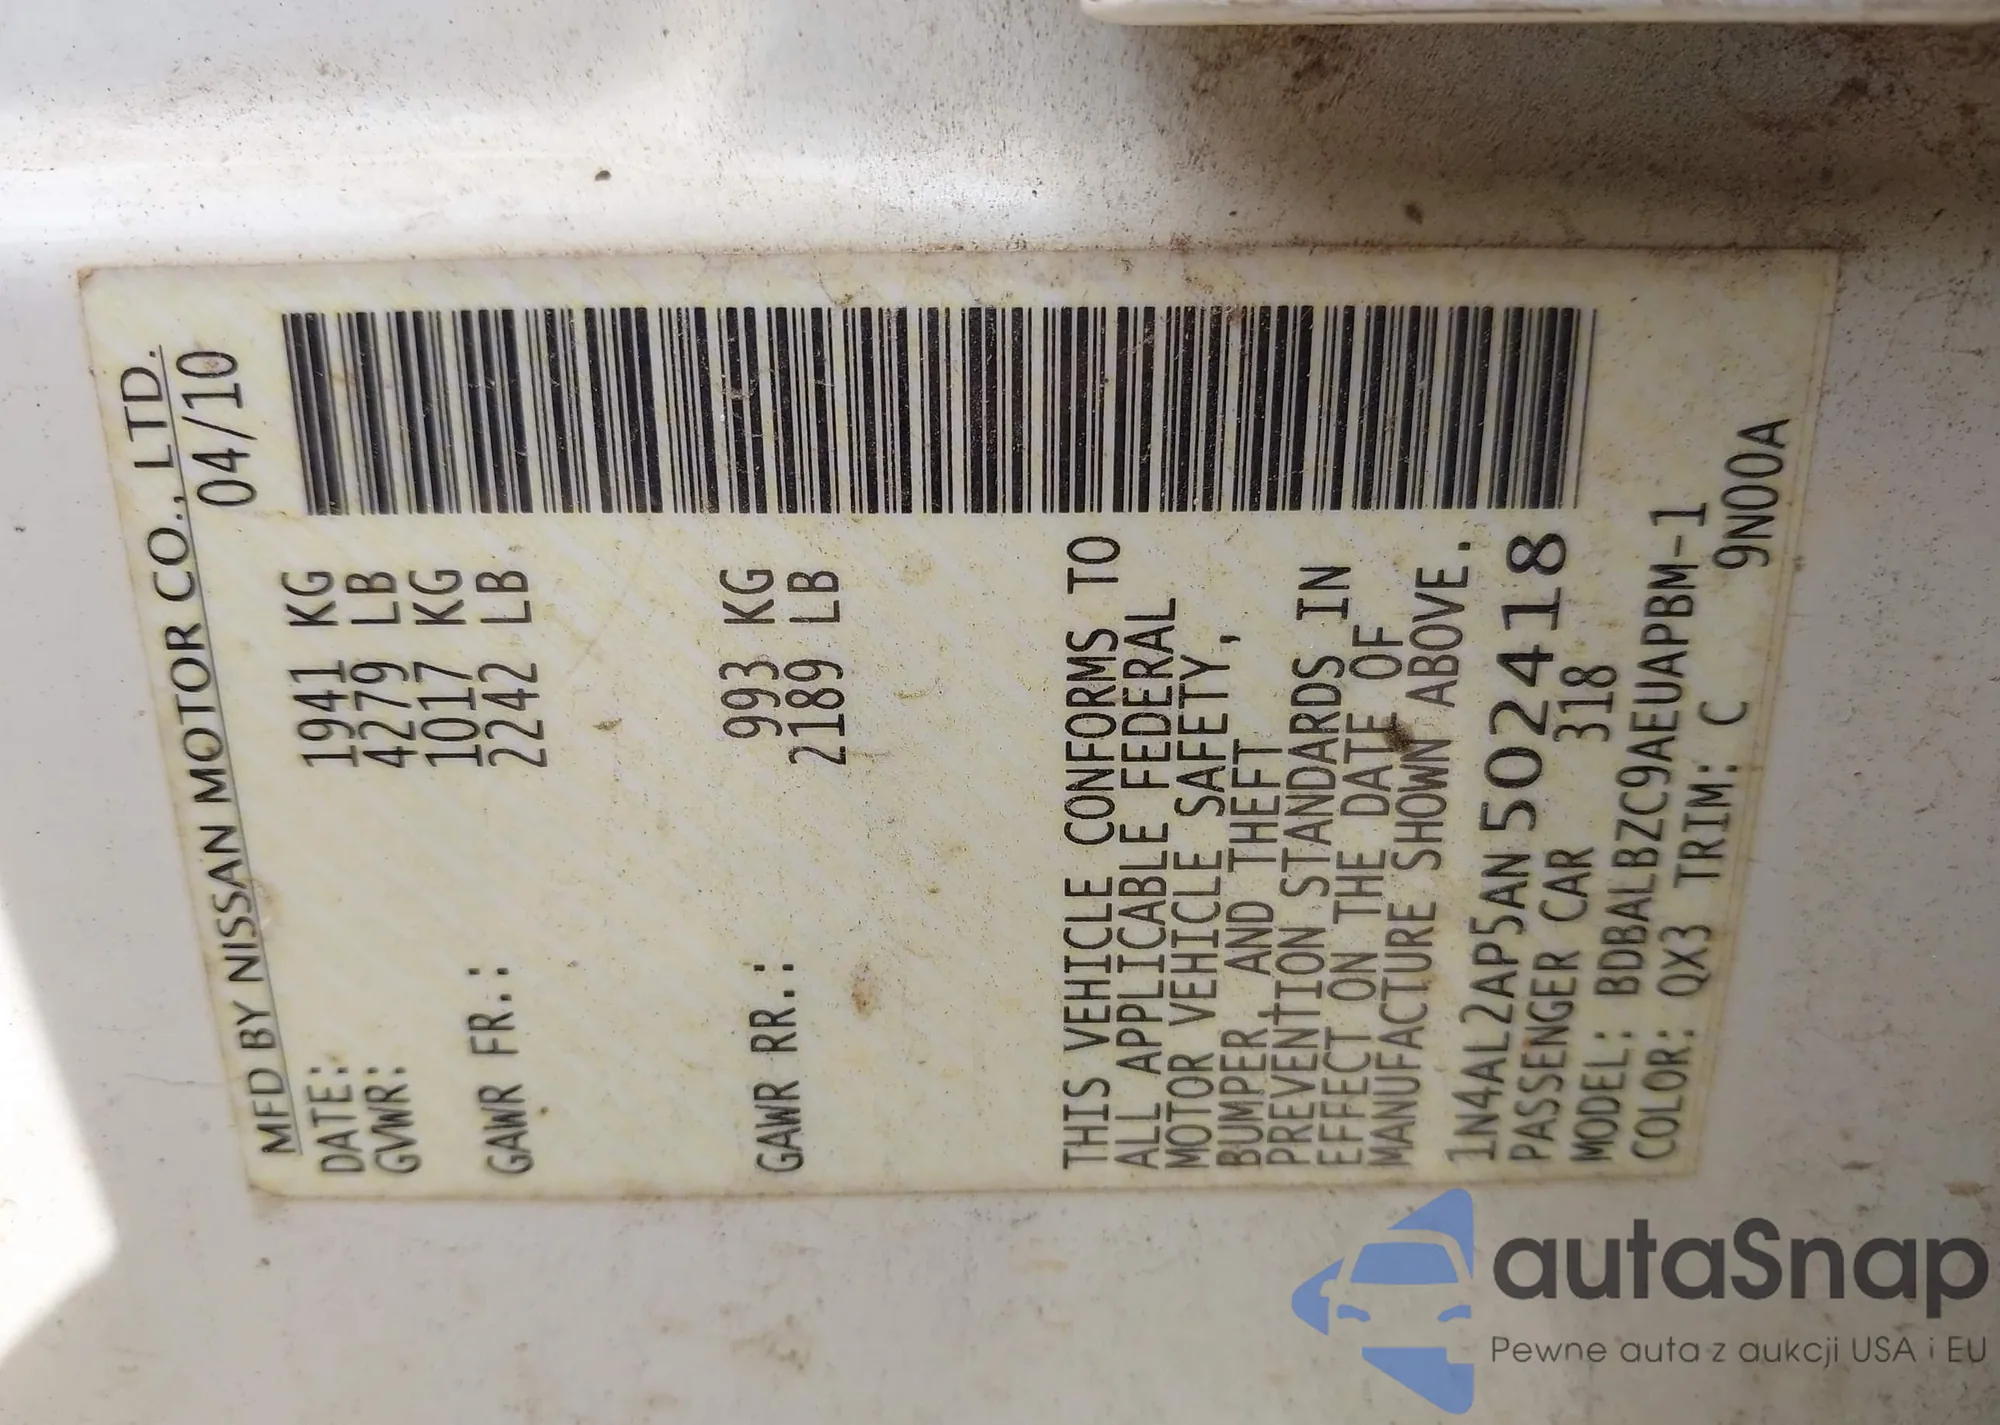 MFD BY NISSAN MOTOR CO., LTD.
DATE: 04/10
GVWR: 1941 KG
4279 LB
GAWR FR.: 1017 KG
2242 LB
GAWR RR.: 993 KG
2189 LB
THIS VEHICLE CONFORMS TO
ALL APPLICABLE FEDERAL
MOTOR VEHICLE SAFETY,
BUMPER, AND THEFT
PREVENTION STANDARDS IN
EFFECT ON THE DATE OF
MANUFACTURE SHOWN ABOVE.
1N4AL2AP5AN502418
PASSENGER CAR 318
MODEL: BDBALBZC9AEUAPBM-1
COLOR: QX3 TRIM: C 9N00A
autaSnap
Pewne auta z aukcji USA i EU